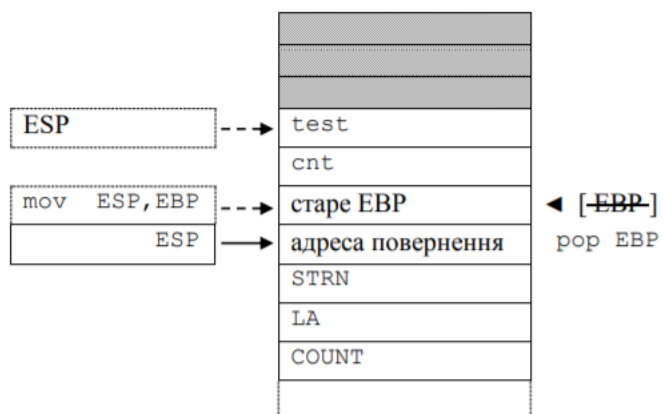 ESP
test
cnt
mov ESP,EBP
старе EBP
◄ [EBP]
ESP
адреса повернення
pop EBP
STRN
LA
COUNT